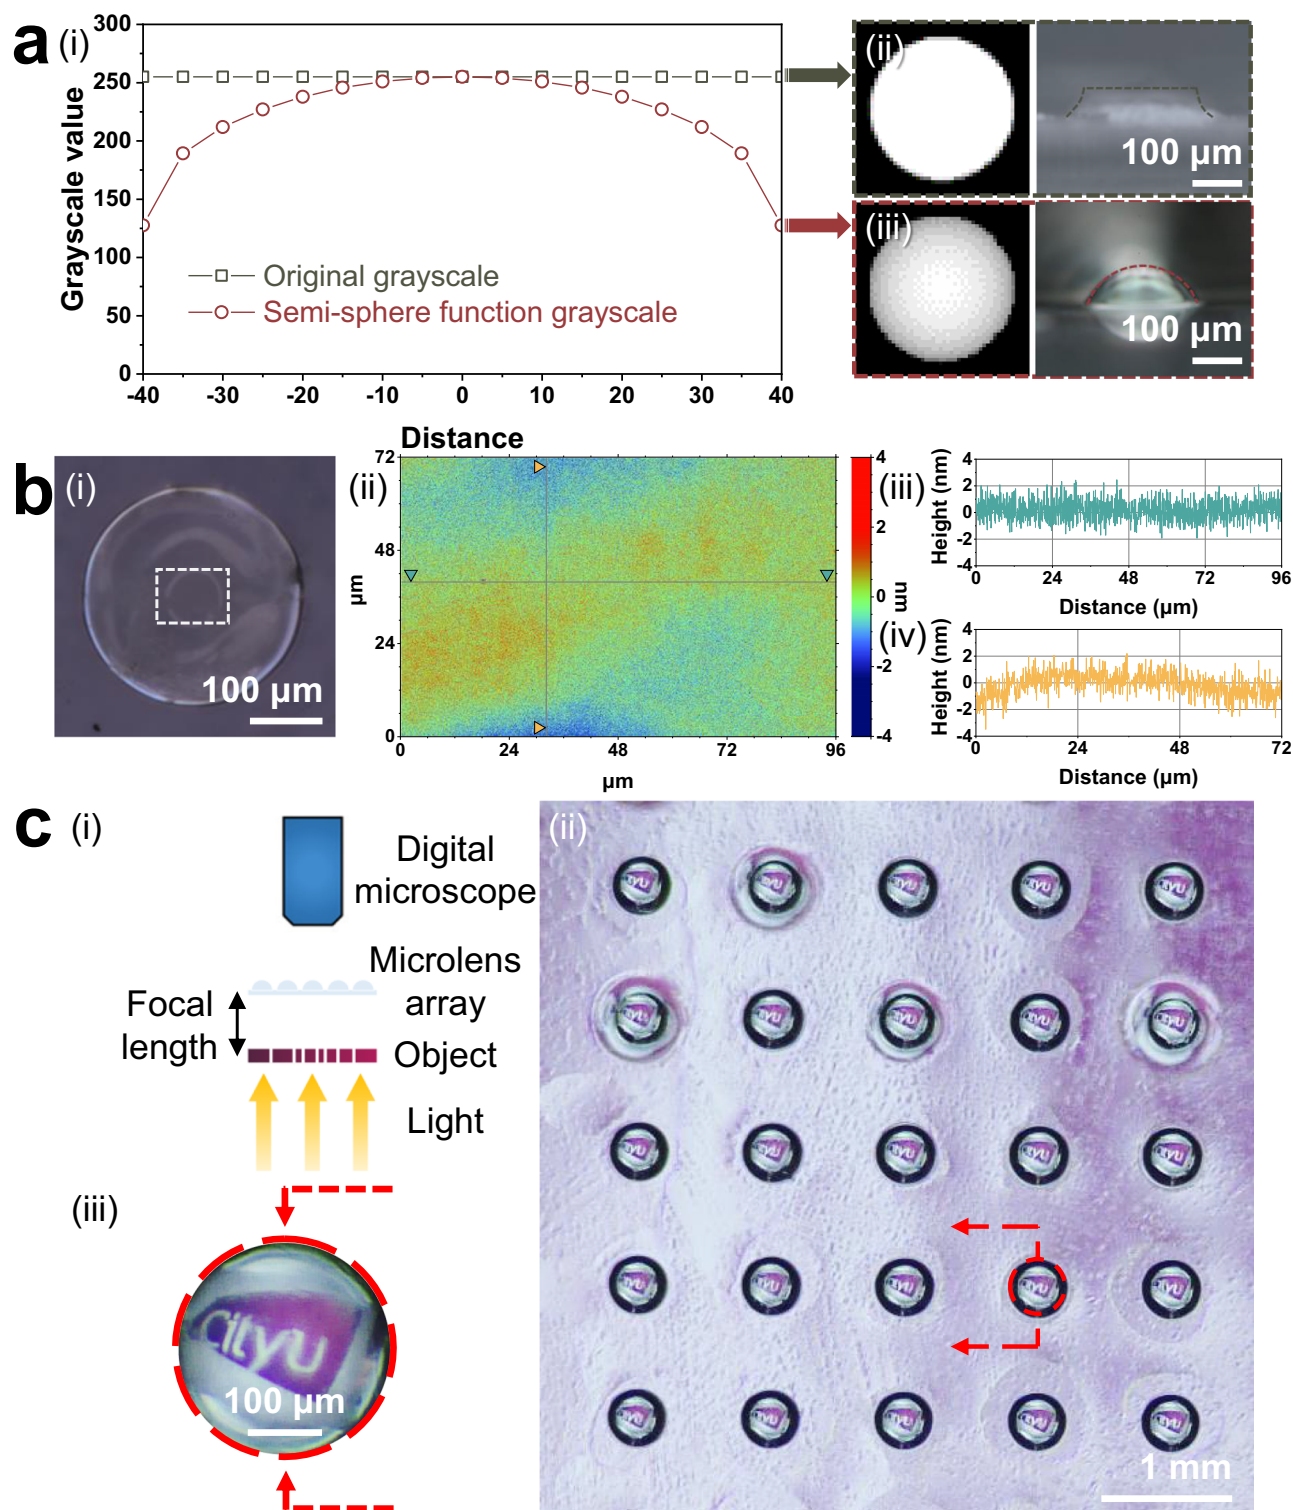 a
(i)
300
250
200
150
100
50
0
Grayscale value
Original grayscale
Semi-sphere function grayscale
-40 -30 -20 -10 0 10 20 30 40
Distance
(ii)
100 µm
(iii)
100 µm
b
(i)
100 µm
(ii)
72
48
24
0
µm
0 24 48 72 96
µm
4
2
0
-2
-4
nm
(iii)
4
2
0
-2
-4
Height (nm)
0 24 48 72 96
Distance (µm)
(iv)
4
2
0
-2
-4
Height (nm)
0 24 48 72
Distance (µm)
c
(i)
Digital
microscope
Microlens
array
Focal
length
Object
Light
(ii)
1 mm
(iii)
CityU
100 µm